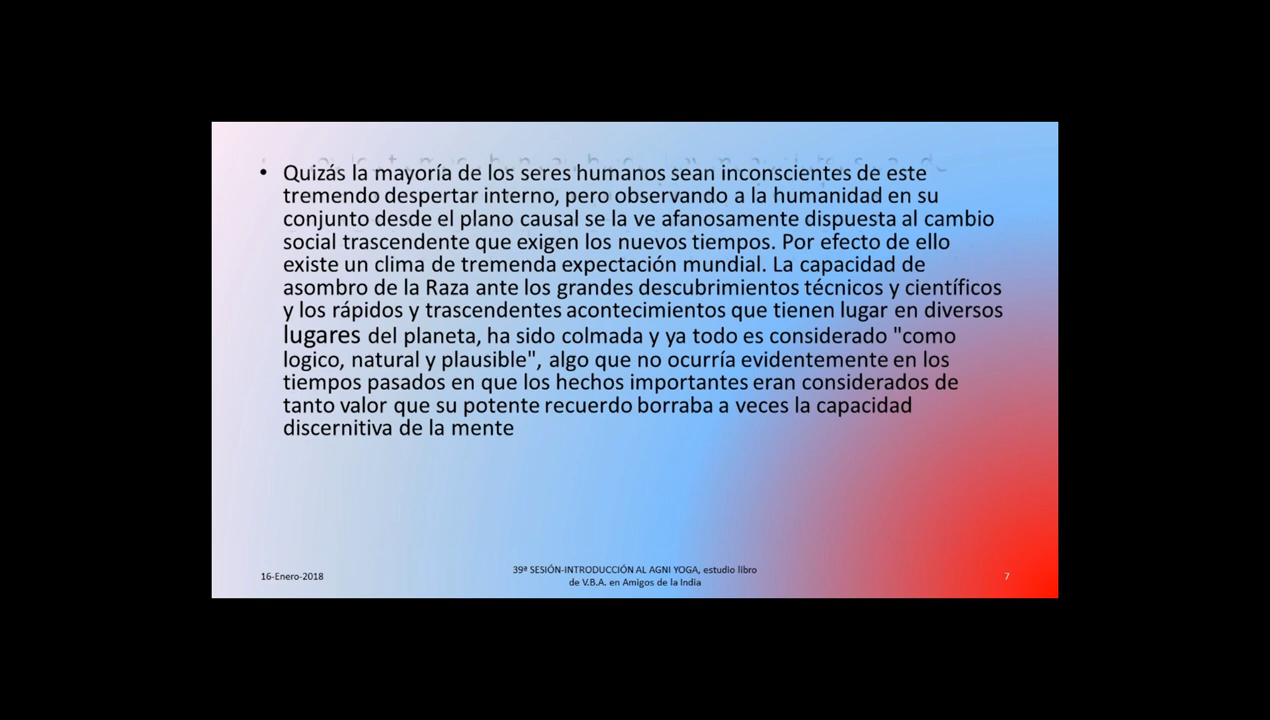 • Quizás la mayoría de los seres humanos sean inconscientes de este
tremendo despertar interno, pero observando a la humanidad en su
conjunto desde el plano causal se la ve afanosamente dispuesta al cambio
social trascendente que exigen los nuevos tiempos. Por efecto de ello
existe un clima de tremenda expectación mundial. La capacidad de
asombro de la Raza ante los grandes descubrimientos técnicos y científicos
y los rápidos y trascendentes acontecimientos que tienen lugar en diversos
lugares del planeta, ha sido colmada y ya todo es considerado "como
logico, natural y plausible", algo que no ocurría evidentemente en los
tiempos pasados en que los hechos importantes eran considerados de
tanto valor que su potente recuerdo borraba a veces la capacidad
discernitiva de la mente
16-Enero-2018
39ª SESIÓN-INTRODUCCIÓN AL AGNI YOGA, estudio libro
de V.B.A. en Amigos de la India
7